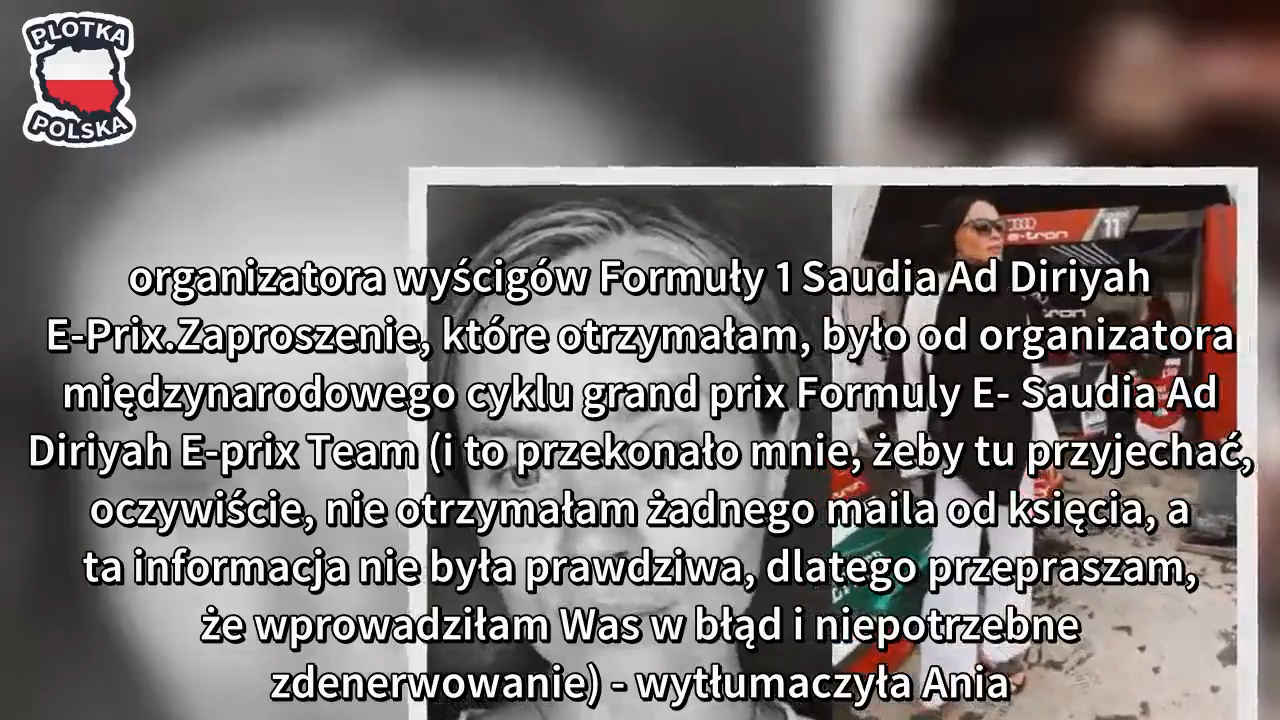 PLOTKA
POLSKA
e-tron
11
organizatora wyścigów Formuły 1 Saudia Ad Diriyah
E-Prix.Zaproszenie, które otrzymałam, było od organizatora
międzynarodowego cyklu grand prix Formuly E- Saudia Ad
Diriyah E-prix Team (i to przekonało mnie, żeby tu przyjechać,
oczywiście, nie otrzymałam żadnego maila od księcia, a
ta informacja nie była prawdziwa, dlatego przepraszam,
że wprowadziłam Was w błąd i niepotrzebne
zdenerwowanie) - wytłumaczyła Ania